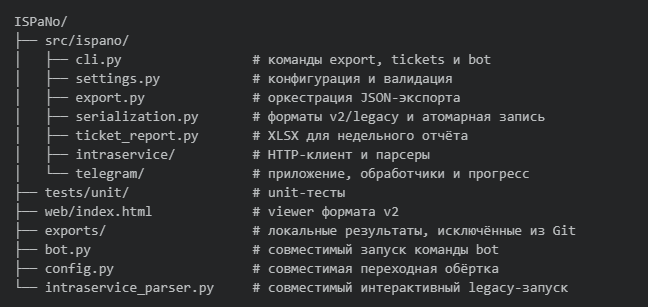 ISPaNo/
├── src/ispano/
│   ├── cli.py                # команды export, tickets и bot
│   ├── settings.py           # конфигурация и валидация
│   ├── export.py             # оркестрация JSON-экспорта
│   ├── serialization.py      # форматы v2/legacy и атомарная запись
│   ├── ticket_report.py      # XLSX для недельного отчёта
│   ├── intraservice/         # HTTP-клиент и парсеры
│   └── telegram/             # приложение, обработчики и прогресс
├── tests/unit/               # unit-тесты
├── web/index.html            # viewer формата v2
├── exports/                  # локальные результаты, исключённые из Git
├── bot.py                    # совместимый запуск команды bot
├── config.py                 # совместимая переходная обёртка
└── intraservice_parser.py    # совместимый интерактивный legacy-запуск